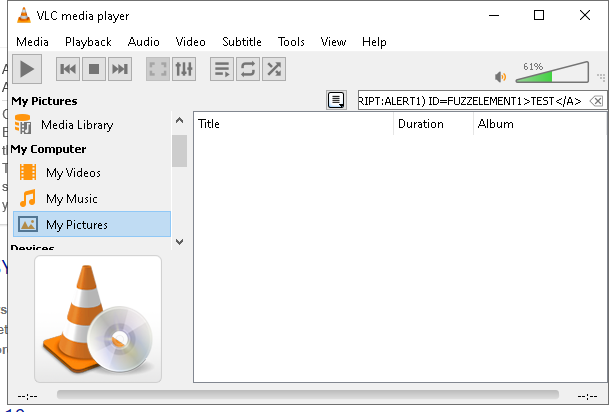 VLC media player
Media Playback Audio Video Subtitle Tools View Help
61%
My Pictures
RIPT:ALERT1) ID=FUZZELEMENT1>TEST</A>
Media Library
Title Duration Album
My Computer
My Videos
My Music
My Pictures
Devices
--:-- --:--